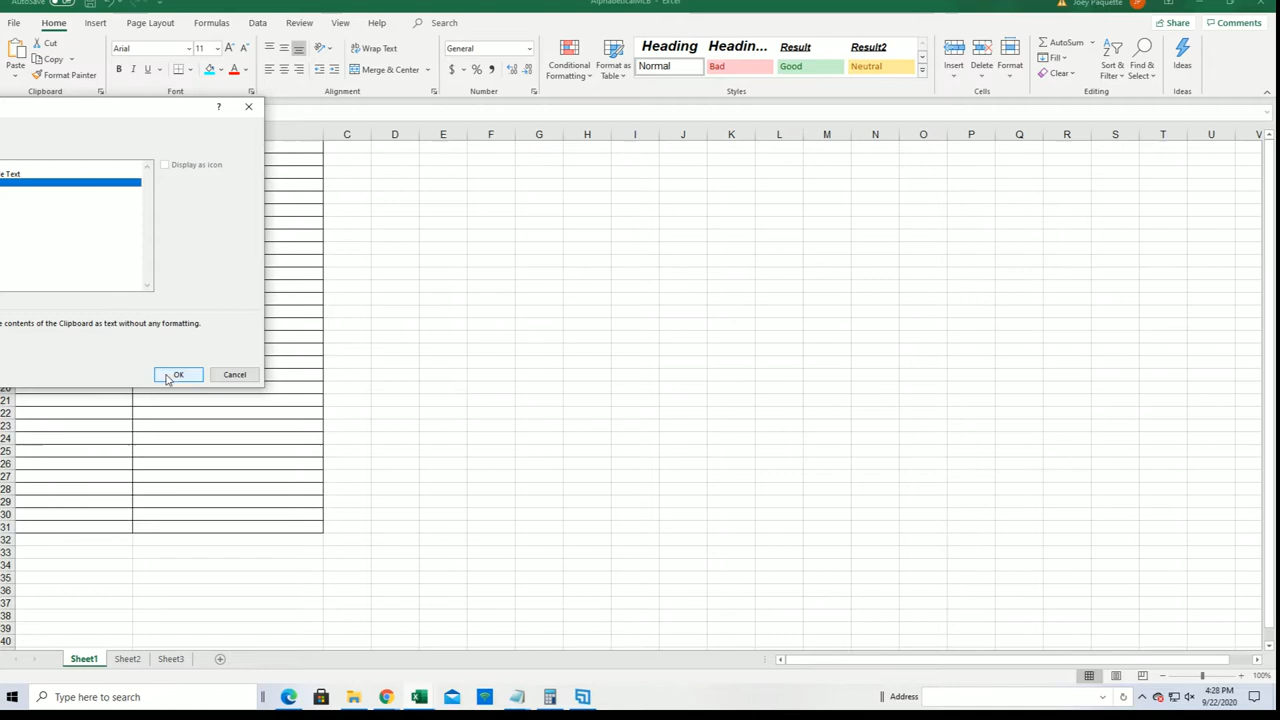 AutoSave
AlphabeticalMLB - Excel
Joey Paquette
JP
File Home Insert Page Layout Formulas Data Review View Help Search Share Comments
Paste Cut Copy Format Painter
Arial 11
B I U A
Wrap Text
Merge & Center
General
$ %
Conditional Formatting
Format as Table
Heading Headin... Result Result2
Normal Bad Good Neutral
Insert Delete Format
AutoSum
Fill
Clear
Sort & Filter
Find & Select
Ideas
Clipboard Font Alignment Number Styles Cells Editing Ideas
? 
C D E F G H I J K L M N O P Q R S T U V
Display as icon
e Text
e contents of the Clipboard as text without any formatting.
OK Cancel
20
21
22
23
24
25
26
27
28
29
30
31
32
33
34
35
36
37
38
39
40
Sheet1 Sheet2 Sheet3
100%
Type here to search
Address
4:28 PM
9/22/2020